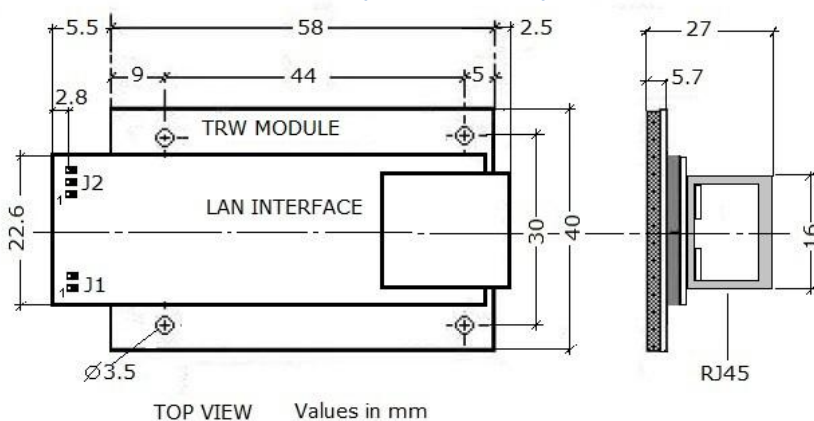 5.5 58 2.5 27
9 44 5 5.7
2.8
TRW MODULE
J2
1
LAN INTERFACE
22.6 30 40 16
J1
1
Ø3.5
RJ45
TOP VIEW Values in mm